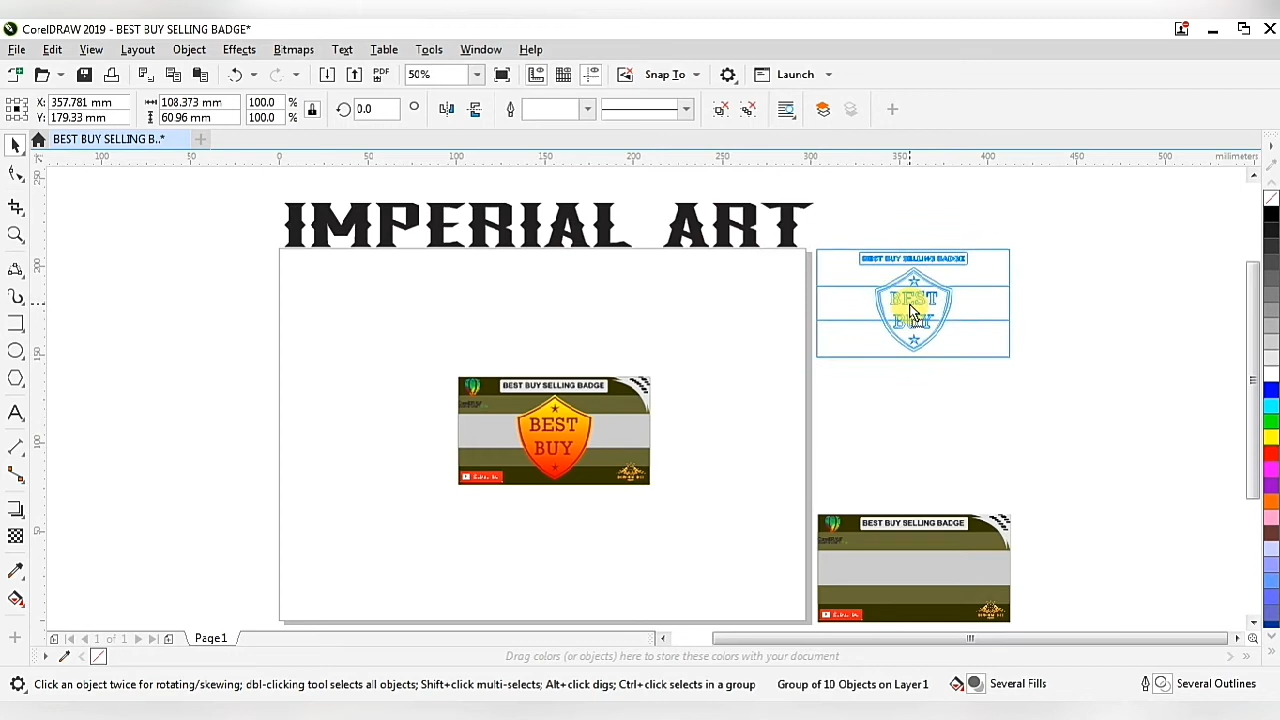 CorelDRAW 2019 - BEST BUY SELLING BADGE*
File Edit View Layout Object Effects Bitmaps Text Table Tools Window Help
PDF 50% Snap To Launch
X: 357.781 mm 108.373 mm 100.0 % 0.0
Y: 179.33 mm 60.96 mm 100.0 %
BEST BUY SELLING B..*
100 50 0 50 100 150 200 250 300 350 400 450 500 millimeters
IMPERIAL ART
BEST BUY SELLING BADGE
BEST
BUY
BEST BUY SELLING BADGE
BEST
BUY
BEST BUY SELLING BADGE
1 of 1 Page1
Drag colors (or objects) here to store these colors with your document
Click an object twice for rotating/skewing; dbl-clicking tool selects all objects; Shift+click multi-selects; Alt+click digs; Ctrl+click selects in a group Group of 10 Objects on Layer1 Several Fills Several Outlines